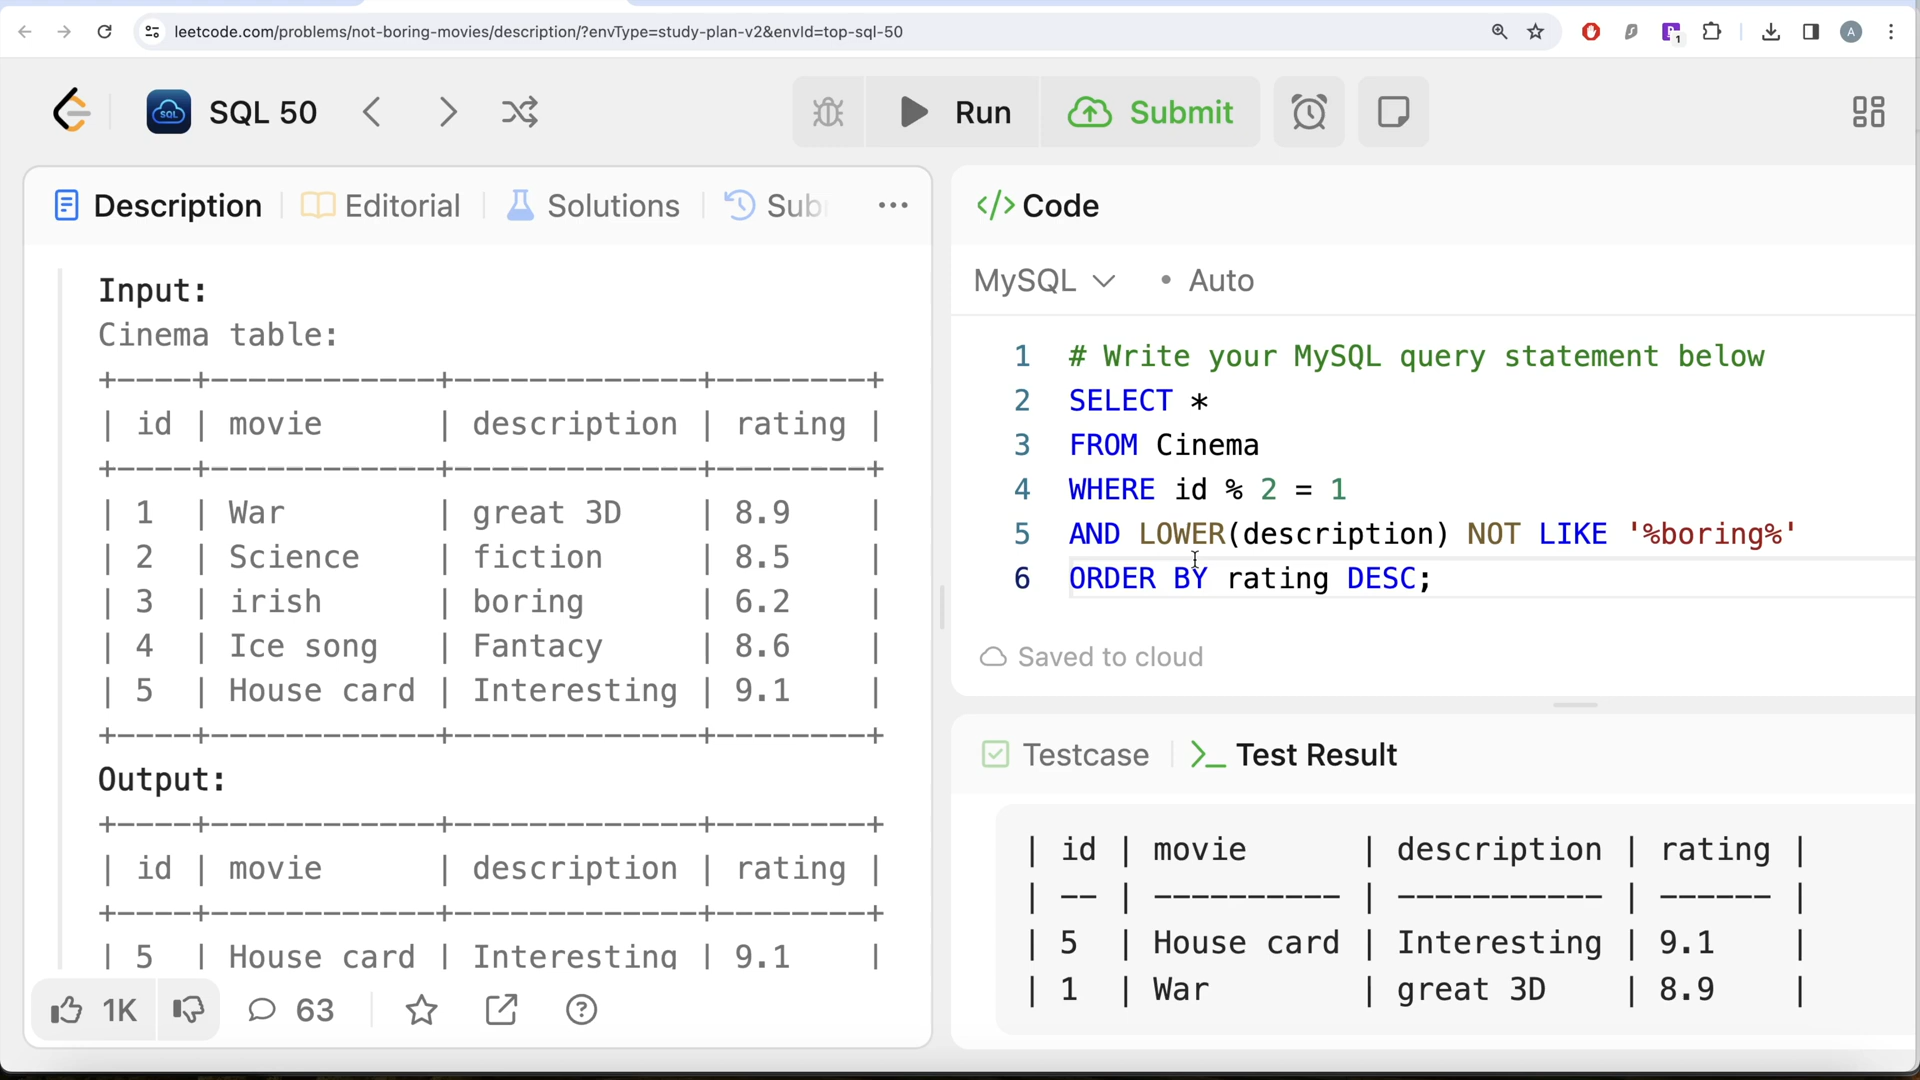 leetcode.com/problems/not-boring-movies/description/?envType=study-plan-v2&envId=top-sql-50
1
A
SQL
SQL 50
Run
Submit
Description
Editorial
Solutions
Sub
Input:
Cinema table:
+----+------------+-------------+--------+
| id | movie      | description | rating |
+----+------------+-------------+--------+
| 1  | War        | great 3D    | 8.9    |
| 2  | Science    | fiction     | 8.5    |
| 3  | irish      | boring      | 6.2    |
| 4  | Ice song   | Fantacy     | 8.6    |
| 5  | House card | Interesting | 9.1    |
+----+------------+-------------+--------+
Output:
+----+------------+-------------+--------+
| id | movie      | description | rating |
+----+------------+-------------+--------+
| 5  | House card | Interesting | 9.1    |
1K
63
</> Code
MySQL
• Auto
1 # Write your MySQL query statement below
2 SELECT *
3 FROM Cinema
4 WHERE id % 2 = 1
5 AND LOWER(description) NOT LIKE '%boring%'
6 ORDER BY rating DESC;
Saved to cloud
Testcase
Test Result
| id | movie      | description | rating |
| -- | ---------- | ----------- | ------ |
| 5  | House card | Interesting | 9.1    |
| 1  | War        | great 3D    | 8.9    |